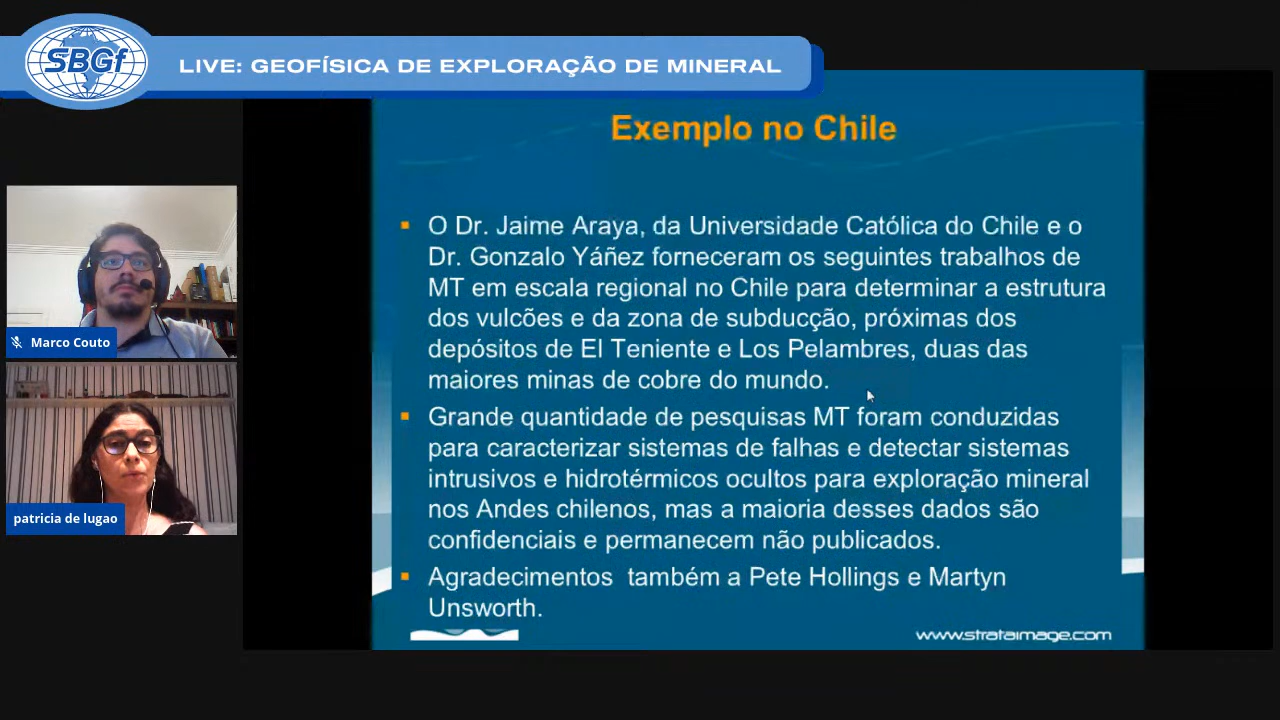 SBGf
LIVE: GEOFÍSICA DE EXPLORAÇÃO DE MINERAL
Exemplo no Chile
▪ O Dr. Jaime Araya, da Universidade Católica do Chile e o
Dr. Gonzalo Yáñez forneceram os seguintes trabalhos de
MT em escala regional no Chile para determinar a estrutura
dos vulcões e da zona de subducção, próximas dos
depósitos de El Teniente e Los Pelambres, duas das
maiores minas de cobre do mundo.
▪ Grande quantidade de pesquisas MT foram conduzidas
para caracterizar sistemas de falhas e detectar sistemas
intrusivos e hidrotérmicos ocultos para exploração mineral
nos Andes chilenos, mas a maioria desses dados são
confidenciais e permanecem não publicados.
▪ Agradecimentos  também a Pete Hollings e Martyn
Unsworth.
www.strataimage.com
Marco Couto
patricia de lugao